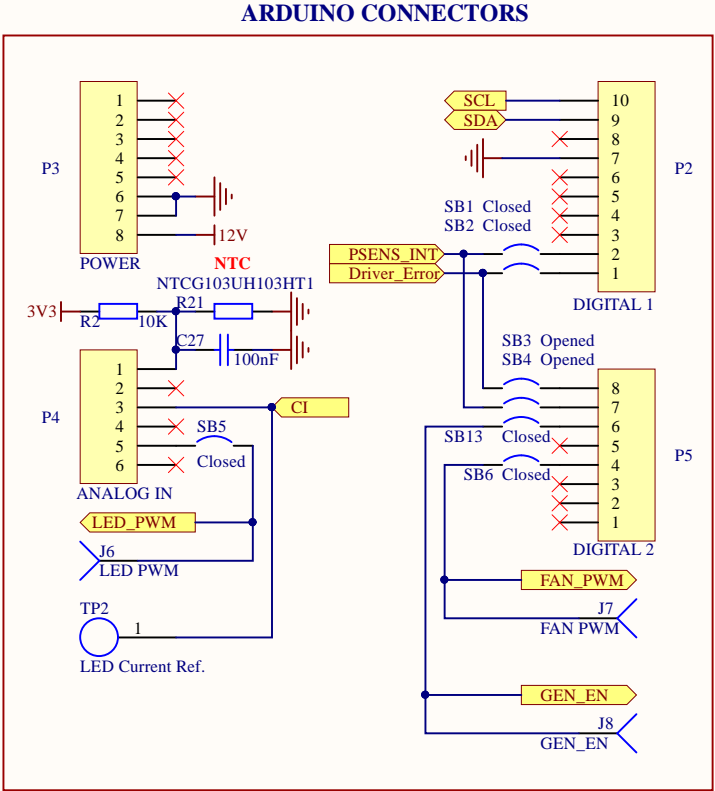 ARDUINO CONNECTORS
P3
1
2
3
4
5
6
7
8
12V
POWER
NTC
NTCG103UH103HT1
3V3
R2
10K
R21
C27
100nF
P4
1
2
3
4
5
6
CI
SB5
Closed
ANALOG IN
LED_PWM
J6
LED PWM
TP2
1
LED Current Ref.
SCL
SDA
10
9
8
7
6
5
4
3
2
1
P2
SB1 Closed
SB2 Closed
PSENS_INT
Driver_Error
DIGITAL 1
SB3 Opened
SB4 Opened
8
7
6
5
4
3
2
1
P5
SB13 Closed
SB6 Closed
DIGITAL 2
FAN_PWM
J7
FAN PWM
GEN_EN
J8
GEN_EN